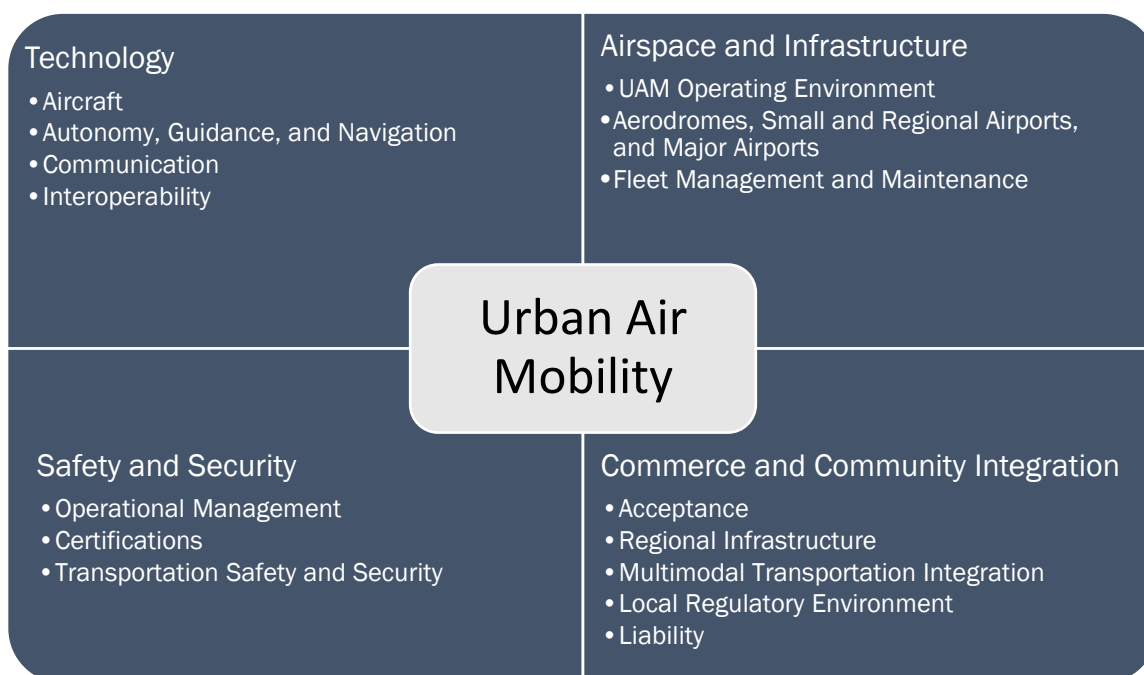 Technology
•Aircraft
•Autonomy, Guidance, and Navigation
•Communication
•Interoperability
Airspace and Infrastructure
•UAM Operating Environment
•Aerodromes, Small and Regional Airports,
and Major Airports
•Fleet Management and Maintenance
Urban Air
Mobility
Safety and Security
•Operational Management
•Certifications
•Transportation Safety and Security
Commerce and Community Integration
•Acceptance
•Regional Infrastructure
•Multimodal Transportation Integration
•Local Regulatory Environment
•Liability